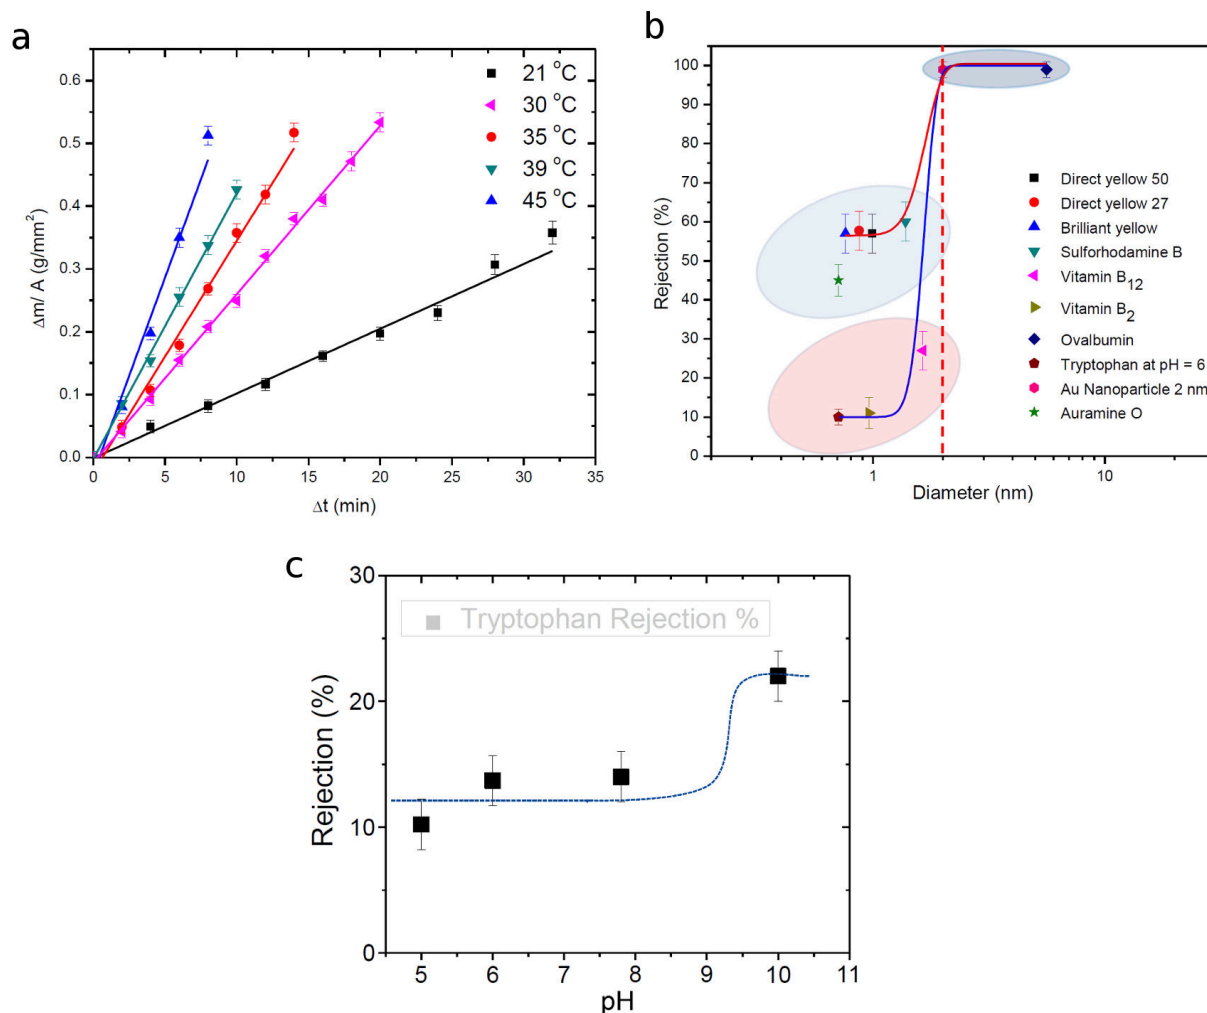 a
0.6
0.5
0.4
0.3
0.2
0.1
0.0
Δm/ A (g/mm²)
0 5 10 15 20 25 30 35
Δt (min)
21 °C
30 °C
35 °C
39 °C
45 °C
b
100
90
80
70
60
50
40
30
20
10
0
Rejection (%)
1 10
Diameter (nm)
Direct yellow 50
Direct yellow 27
Brilliant yellow
Sulforhodamine B
Vitamin B₁₂
Vitamin B₂
Ovalbumin
Tryptophan at pH = 6
Au Nanoparticle 2 nm
Auramine O
c
30
20
10
0
Rejection (%)
Tryptophan Rejection %
5 6 7 8 9 10 11
pH